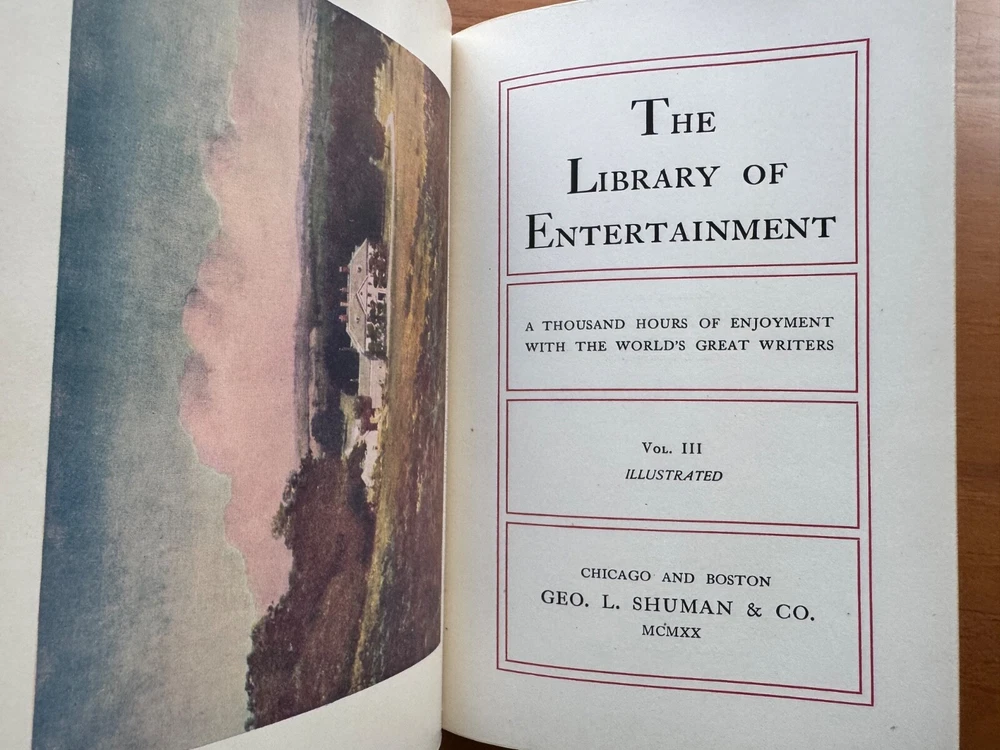 The
Library of
Entertainment
A THOUSAND HOURS OF ENJOYMENT
WITH THE WORLD'S GREAT WRITERS
Vol. III
ILLUSTRATED
CHICAGO AND BOSTON
GEO. L. SHUMAN & CO.
MCMXX